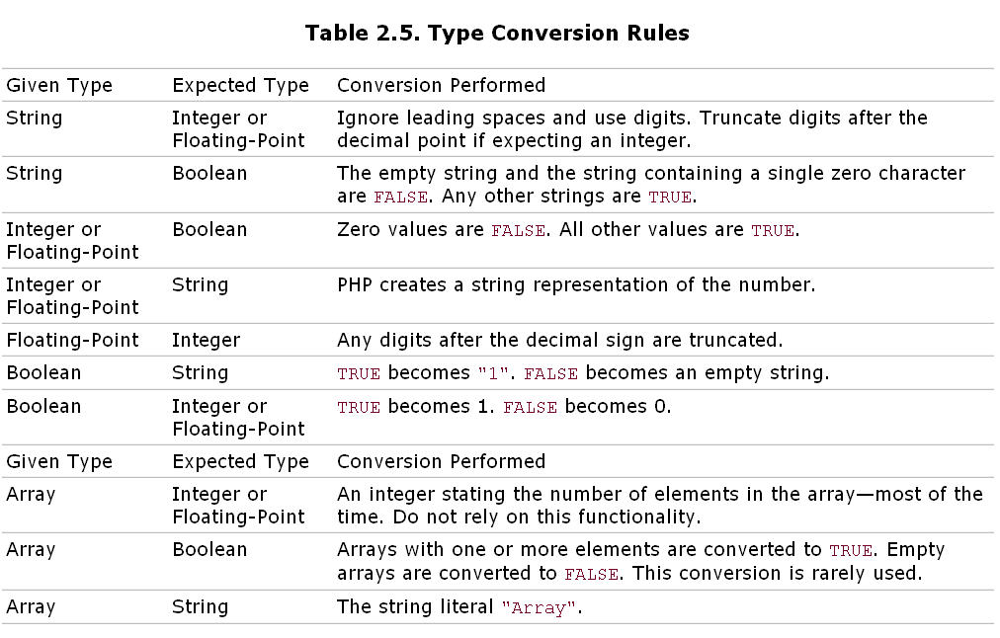 Table 2.5. Type Conversion Rules
Given Type Expected Type Conversion Performed
String Integer or Ignore leading spaces and use digits. Truncate digits after the
Floating-Point decimal point if expecting an integer.
String Boolean The empty string and the string containing a single zero character
are FALSE. Any other strings are TRUE.
Integer or Boolean Zero values are FALSE. All other values are TRUE.
Floating-Point
Integer or String PHP creates a string representation of the number.
Floating-Point
Floating-Point Integer Any digits after the decimal sign are truncated.
Boolean String TRUE becomes "1". FALSE becomes an empty string.
Boolean Integer or TRUE becomes 1. FALSE becomes 0.
Floating-Point
Given Type Expected Type Conversion Performed
Array Integer or An integer stating the number of elements in the array—most of the
Floating-Point time. Do not rely on this functionality.
Array Boolean Arrays with one or more elements are converted to TRUE. Empty
arrays are converted to FALSE. This conversion is rarely used.
Array String The string literal "Array".